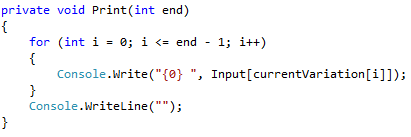 private void Print(int end)
{
    for (int i = 0; i <= end - 1; i++)
    {
        Console.Write("{0} ", Input[currentVariation[i]]);
    }
    Console.WriteLine("");
}